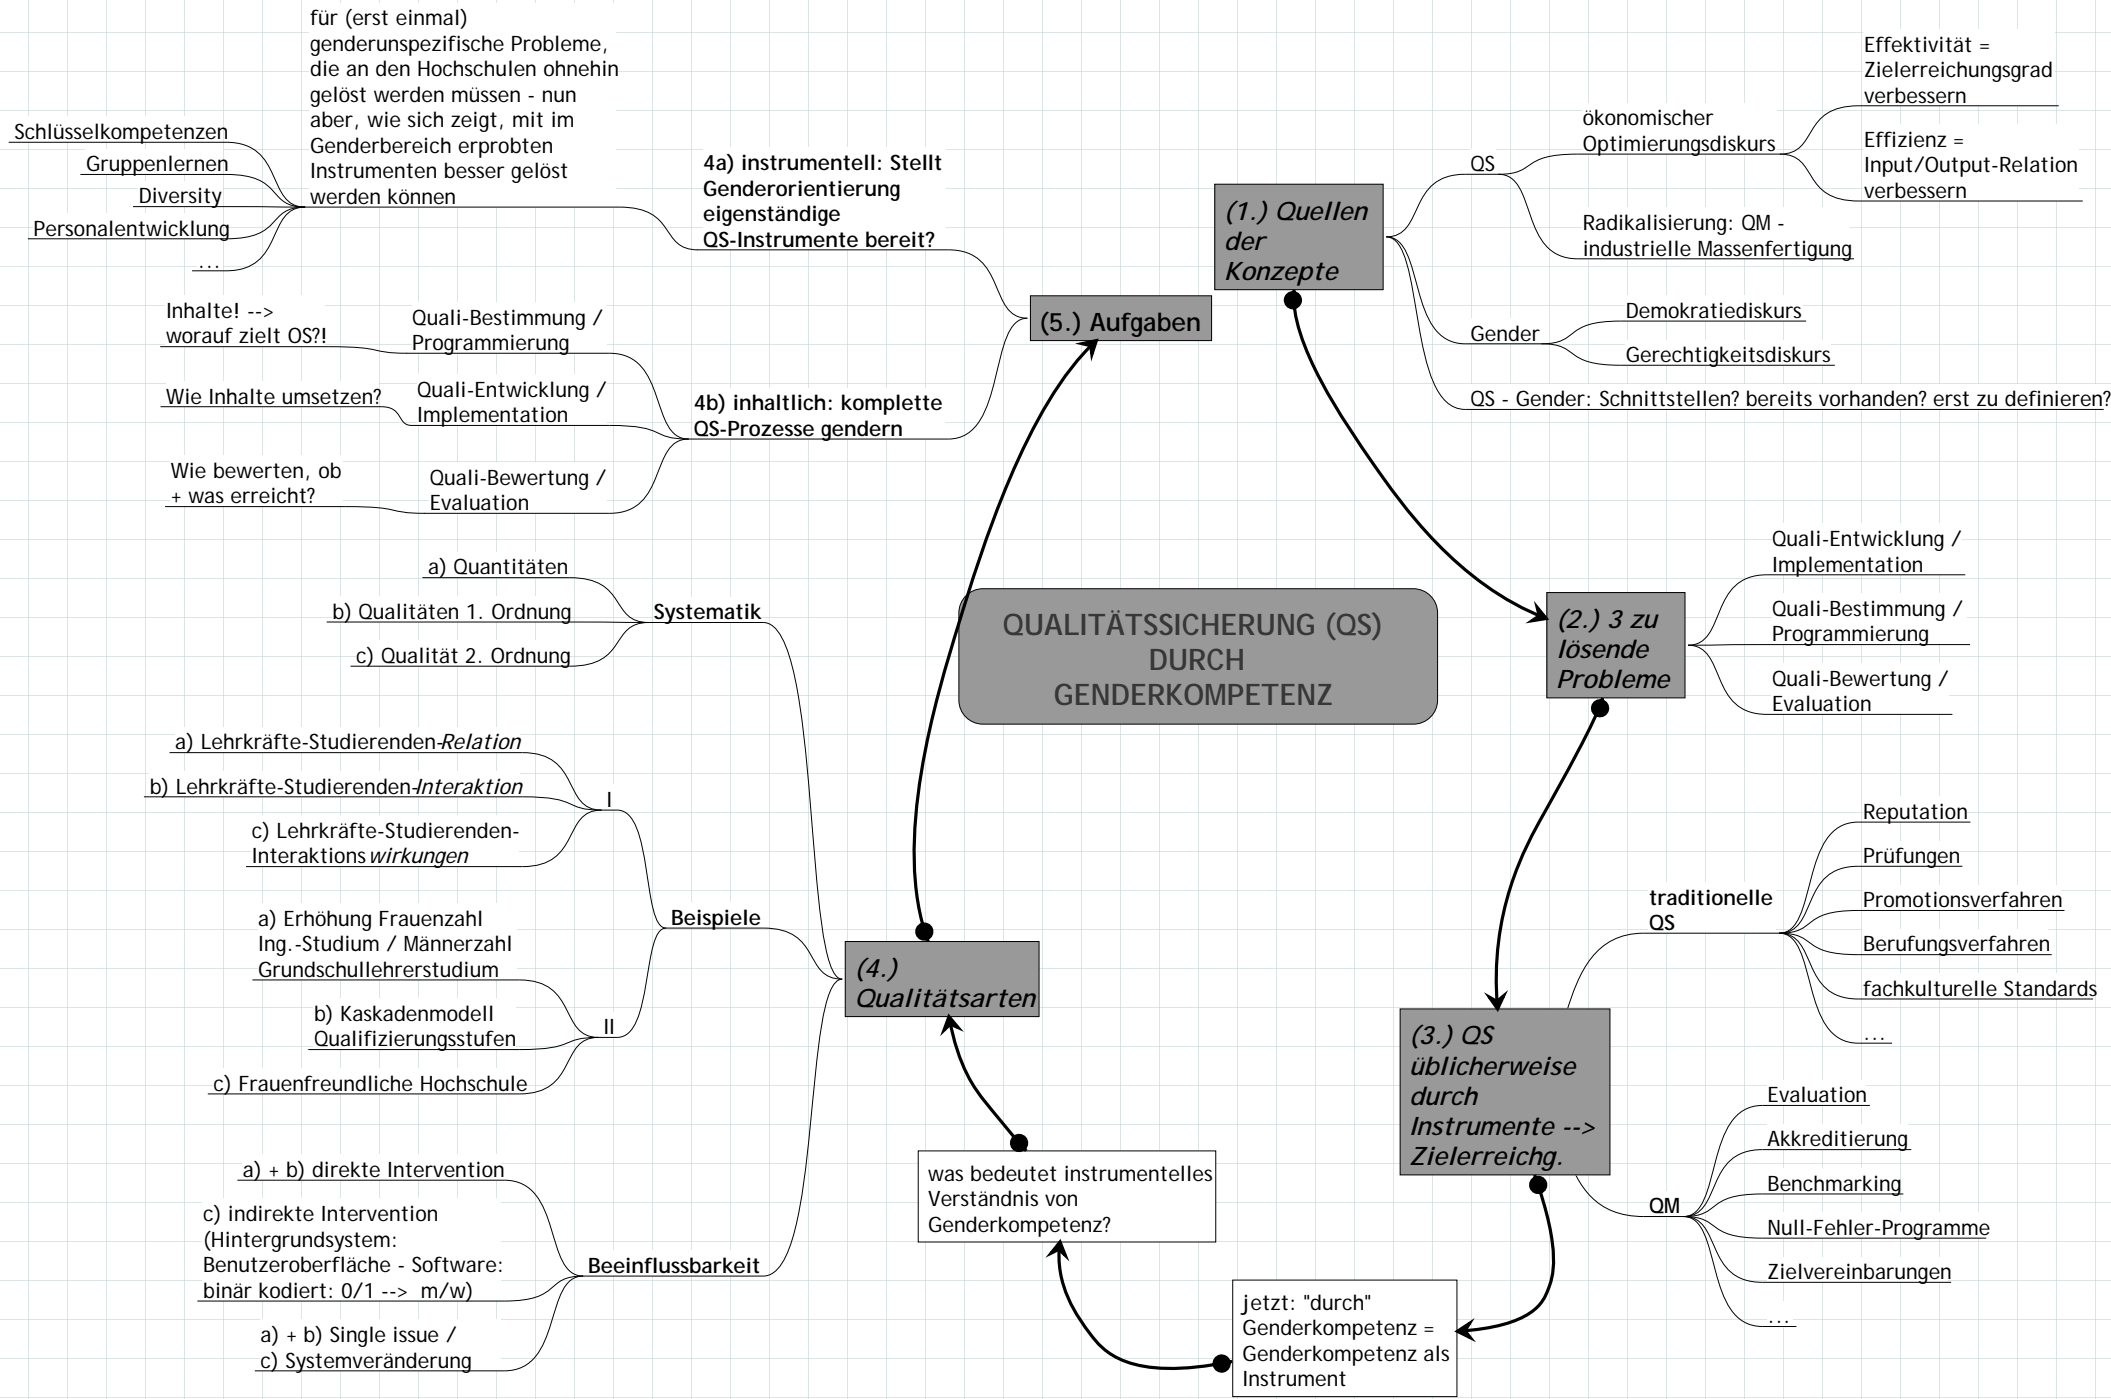 QUALITÄTSSICHERUNG (QS)
DURCH
GENDERKOMPETENZ
(1.) Quellen
der
Konzepte
QS
ökonomischer
Optimierungsdiskurs
Effektivität =
Zielerreichungsgrad
verbessern
Effizienz =
Input/Output-Relation
verbessern
Radikalisierung: QM -
industrielle Massenfertigung
Gender
Demokratiediskurs
Gerechtigkeitsdiskurs
QS - Gender: Schnittstellen? bereits vorhanden? erst zu definieren?
(2.) 3 zu
lösende
Probleme
Quali-Entwicklung /
Implementation
Quali-Bestimmung /
Programmierung
Quali-Bewertung /
Evaluation
(3.) QS
üblicherweise
durch
Instrumente -->
Zielerreichg.
traditionelle
QS
Reputation
Prüfungen
Promotionsverfahren
Berufungsverfahren
fachkulturelle Standards
...
QM
Evaluation
Akkreditierung
Benchmarking
Null-Fehler-Programme
Zielvereinbarungen
...
jetzt: "durch"
Genderkompetenz =
Genderkompetenz als
Instrument
was bedeutet instrumentelles
Verständnis von
Genderkompetenz?
(4.)
Qualitätsarten
Systematik
a) Quantitäten
b) Qualitäten 1. Ordnung
c) Qualität 2. Ordnung
Beispiele
I
a) Lehrkräfte-Studierenden-Relation
b) Lehrkräfte-Studierenden-Interaktion
c) Lehrkräfte-Studierenden-
Interaktionswirkungen
II
a) Erhöhung Frauenzahl
Ing.-Studium / Männerzahl
Grundschullehrerstudium
b) Kaskadenmodell
Qualifizierungsstufen
c) Frauenfreundliche Hochschule
Beeinflussbarkeit
a) + b) direkte Intervention
c) indirekte Intervention
(Hintergrundsystem:
Benutzeroberfläche - Software:
binär kodiert: 0/1 --> m/w)
a) + b) Single issue /
c) Systemveränderung
(5.) Aufgaben
4a) instrumentell: Stellt
Genderorientierung
eigenständige
QS-Instrumente bereit?
für (erst einmal)
genderunspezifische Probleme,
die an den Hochschulen ohnehin
gelöst werden müssen - nun
aber, wie sich zeigt, mit im
Genderbereich erprobten
Instrumenten besser gelöst
werden können
Schlüsselkompetenzen
Gruppenlernen
Diversity
Personalentwicklung
...
4b) inhaltlich: komplette
QS-Prozesse gendern
Quali-Bestimmung /
Programmierung
Inhalte! -->
worauf zielt OS?!
Quali-Entwicklung /
Implementation
Wie Inhalte umsetzen?
Quali-Bewertung /
Evaluation
Wie bewerten, ob
+ was erreicht?